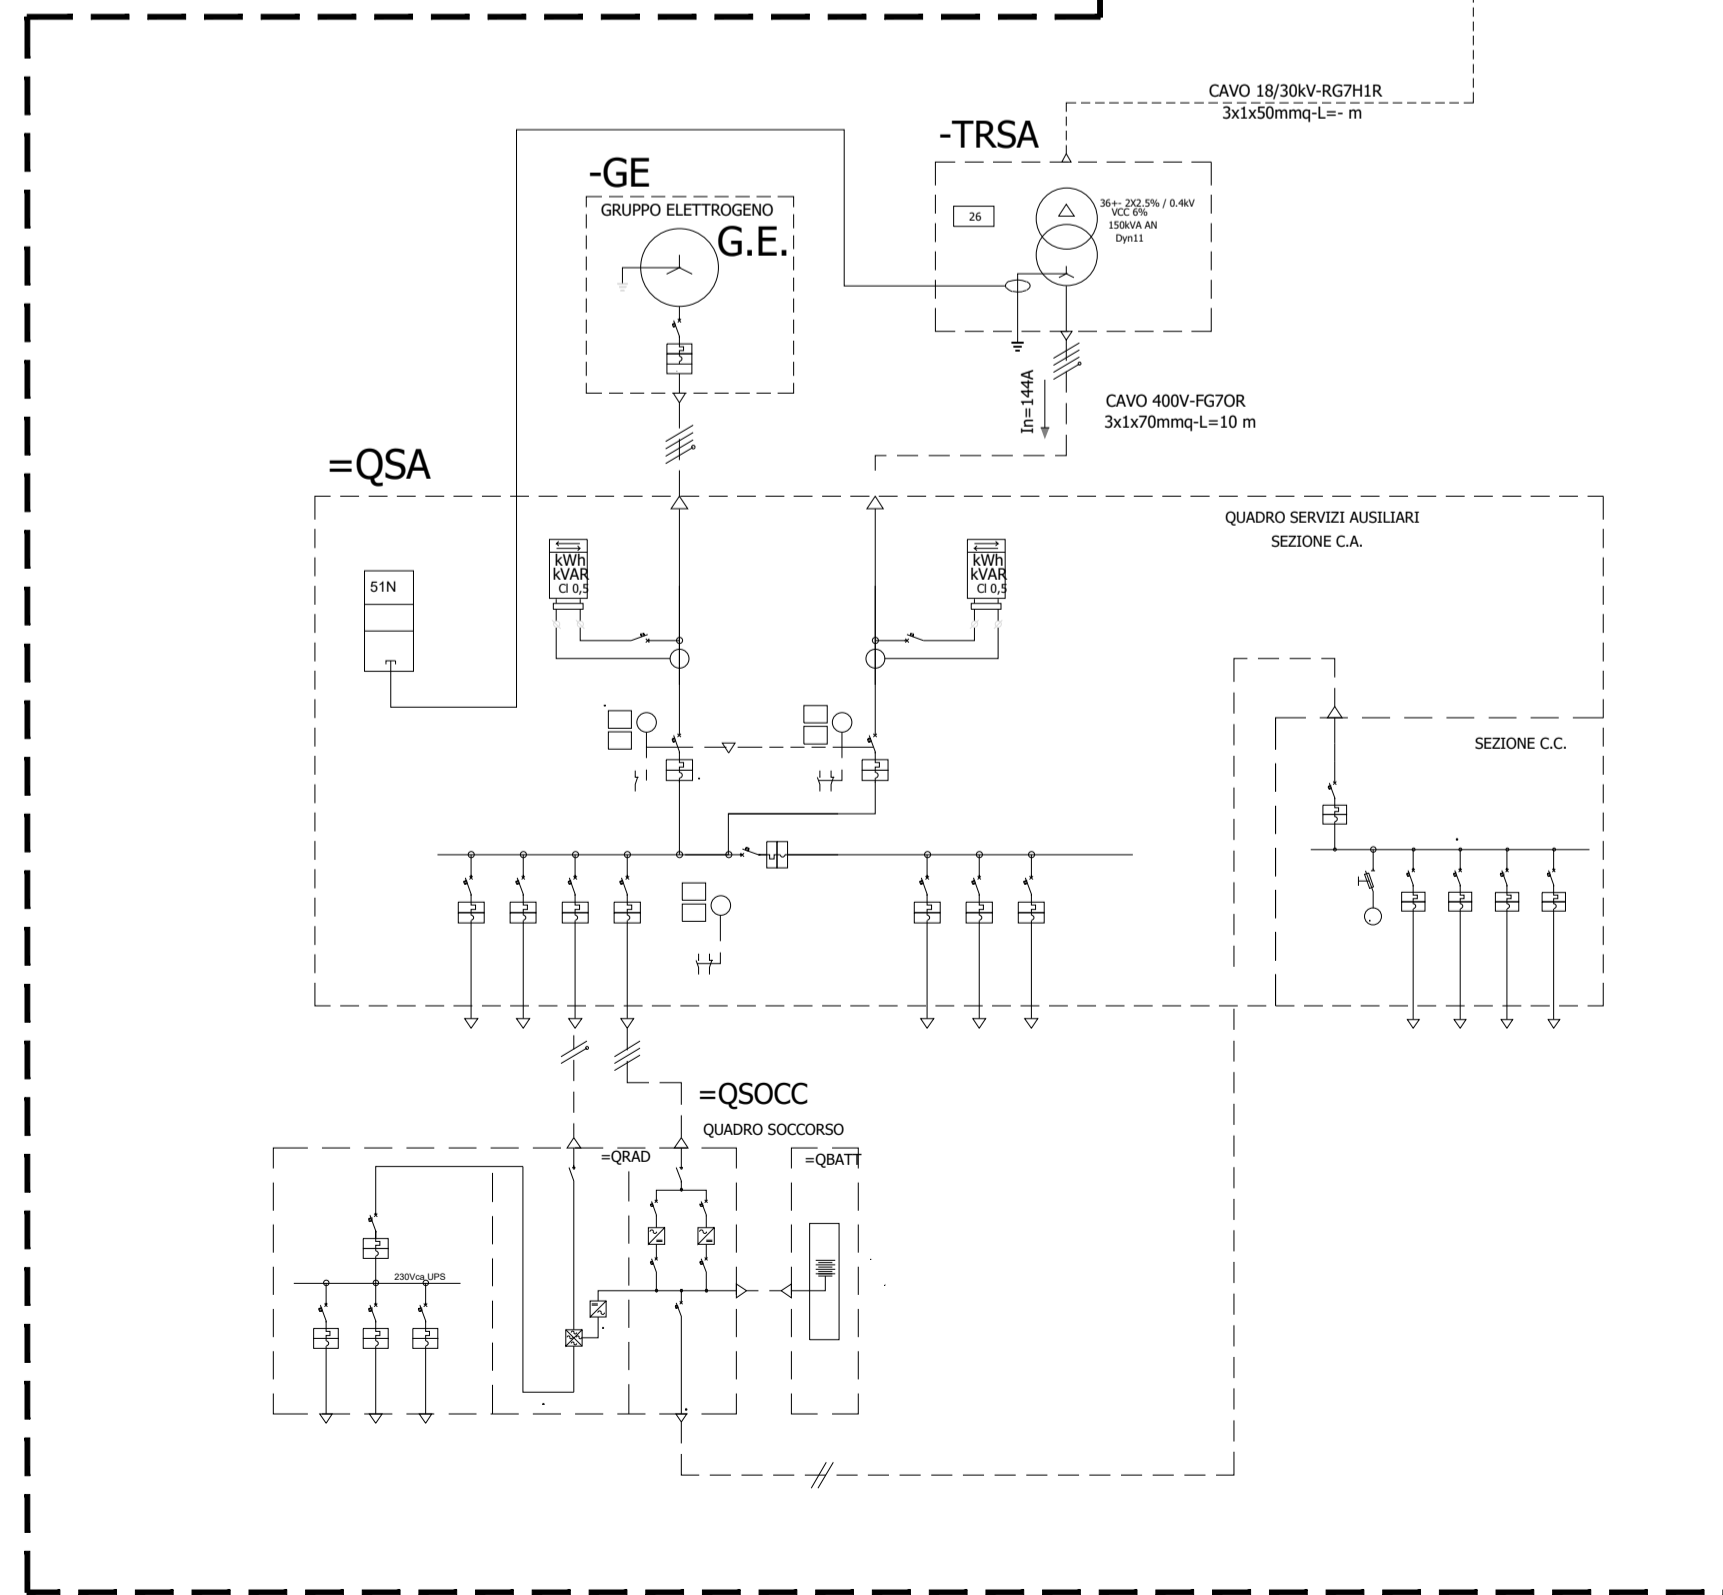 CAVO 18/30kV-RG7H1R
3x1x50mmq-L=- m
-TRSA
-GE
GRUPPO ELETTROGENO
G.E.
26
36+- 2X2.5% / 0.4kV
VCC 6%
150kVA AN
Dyn11
In=144A
CAVO 400V-FG7OR
3x1x70mmq-L=10 m
=QSA
QUADRO SERVIZI AUSILIARI
SEZIONE C.A.
kWh
kVAR
Cl 0,5
kWh
kVAR
Cl 0,5
51N
SEZIONE C.C.
=QSOCC
QUADRO SOCCORSO
=QRAD
=QBATT
230Vca UPS